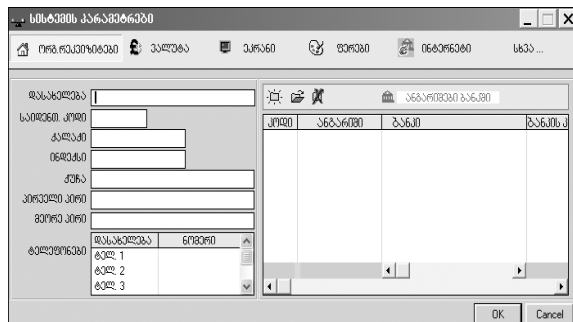 სისტემის პარამეტრები
ორგ.რეკვიზიტები ვალუტა ეკრანი ფერები ინტერნეტი სხვა ...
დასახელება
საიდენთ. კოდი
ქალაქი
ინდექსი
ქუჩა
პირველი პირი
მეორე პირი
ტელეფონები
დასახელება ნომერი
ტელ. 1
ტელ. 2
ტელ. 3
ანგარიშები ბანკში
კოდი ანგარიში ბანკი ბანკის კ
OK Cancel